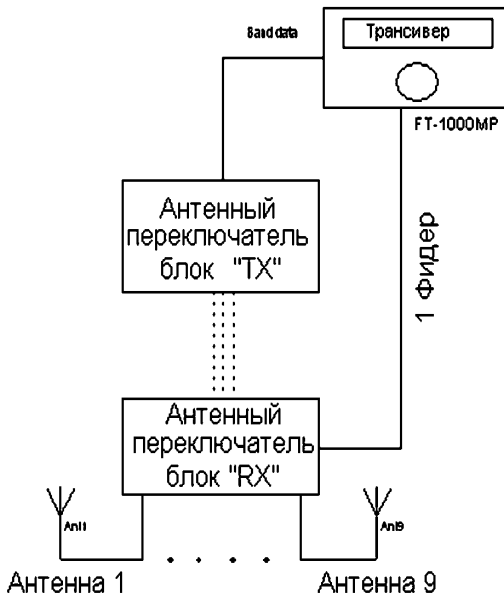 Band data
Трансивер
FT-1000MP
Антенный
переключатель
блок "TX"
1 Фидер
Антенный
переключатель
блок "RX"
Ant1
Ant9
Антенна 1
Антенна 9